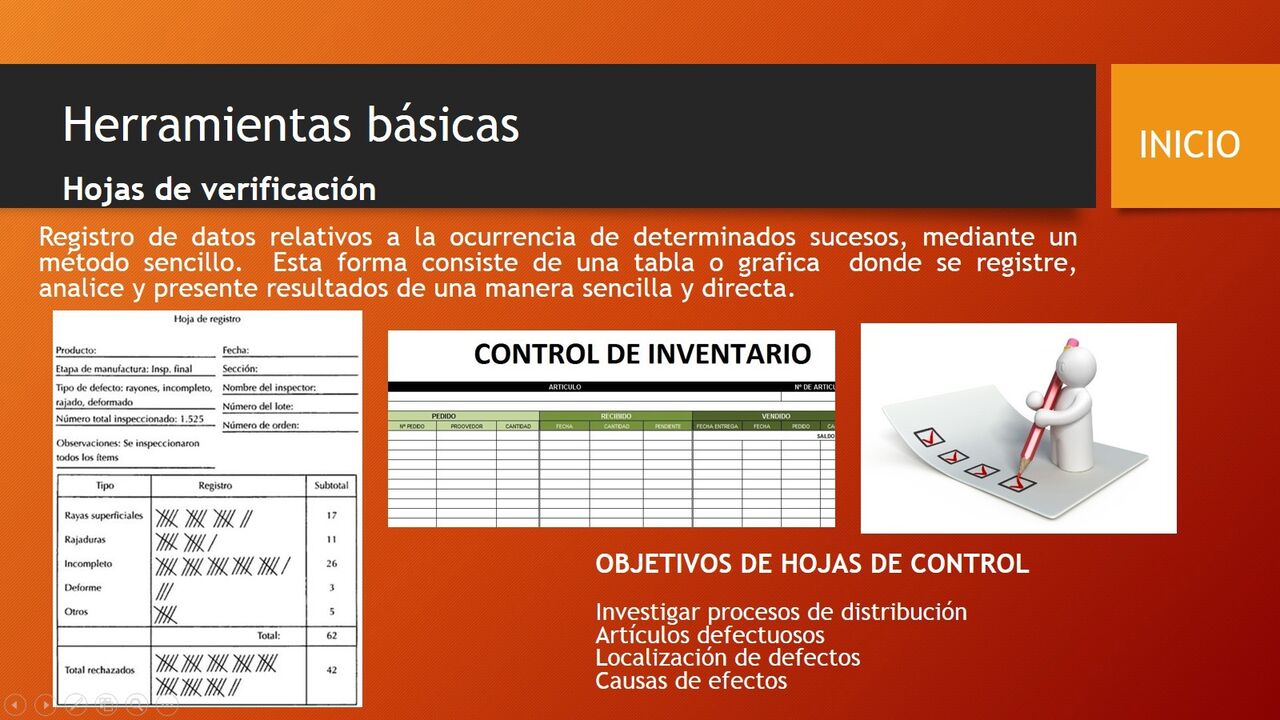 Herramientas básicas
INICIO
Hojas de verificación
Registro de datos relativos a la ocurrencia de determinados sucesos, mediante un
método sencillo. Esta forma consiste de una tabla o grafica donde se registre,
analice y presente resultados de una manera sencilla y directa.
Hoja de registro
Producto:
Fecha:
Etapa de manufactura: Insp. final
Sección:
Tipo de defecto: rayones, incompleto,
rajado, deformado
Nombre del inspector:
Número del lote:
Número total inspeccionado: 1.525
Número de orden:
Observaciones: Se inspeccionaron
todos los ítems
Tipo Registro Subtotal
Rayas superficiales 17
Rajaduras 11
Incompleto 26
Deforme 3
Otros 5
Total: 62
Total rechazados 42
CONTROL DE INVENTARIO
ARTICULO Nº DE ARTICU
PEDIDO RECIBIDO VENDIDO
Nº PEDIDO PROOVEDOR CANTIDAD FECHA CANTIDAD PENDIENTE FECHA ENTREGA FECHA PEDIDO CA
SALDO
OBJETIVOS DE HOJAS DE CONTROL
Investigar procesos de distribución
Artículos defectuosos
Localización de defectos
Causas de efectos